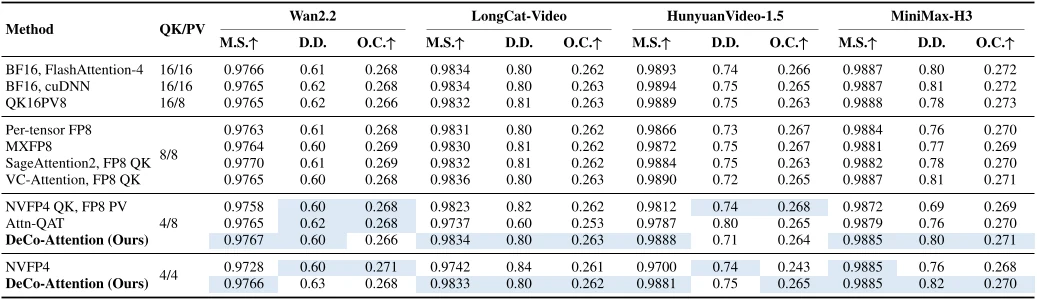 Method QK/PV Wan2.2 LongCat-Video HunyuanVideo-1.5 MiniMax-H3
M.S.↑ D.D. O.C.↑ M.S.↑ D.D. O.C.↑ M.S.↑ D.D. O.C.↑ M.S.↑ D.D. O.C.↑
BF16, FlashAttention-4 16/16 0.9766 0.61 0.268 0.9834 0.80 0.262 0.9893 0.74 0.266 0.9887 0.80 0.272
BF16, cuDNN 16/16 0.9765 0.62 0.268 0.9834 0.80 0.263 0.9894 0.75 0.265 0.9887 0.81 0.272
QK16PV8 16/8 0.9765 0.62 0.266 0.9832 0.81 0.263 0.9889 0.75 0.263 0.9888 0.78 0.273
Per-tensor FP8 0.9763 0.61 0.268 0.9831 0.80 0.262 0.9866 0.73 0.267 0.9884 0.76 0.270
MXFP8 0.9764 0.60 0.269 0.9830 0.81 0.262 0.9872 0.75 0.267 0.9881 0.77 0.269
8/8
SageAttention2, FP8 QK 0.9770 0.61 0.269 0.9832 0.81 0.262 0.9884 0.75 0.263 0.9882 0.78 0.270
VC-Attention, FP8 QK 0.9765 0.60 0.268 0.9836 0.80 0.263 0.9890 0.72 0.265 0.9887 0.81 0.271
NVFP4 QK, FP8 PV 0.9758 0.60 0.268 0.9823 0.82 0.262 0.9812 0.74 0.268 0.9872 0.69 0.269
Attn-QAT 4/8 0.9765 0.62 0.268 0.9737 0.60 0.253 0.9787 0.80 0.265 0.9879 0.76 0.270
DeCo-Attention (Ours) 0.9767 0.60 0.266 0.9834 0.80 0.263 0.9888 0.71 0.264 0.9885 0.80 0.271
NVFP4 0.9728 0.60 0.271 0.9742 0.84 0.261 0.9700 0.74 0.243 0.9885 0.76 0.268
4/4
DeCo-Attention (Ours) 0.9766 0.63 0.268 0.9833 0.80 0.262 0.9881 0.75 0.265 0.9885 0.82 0.270